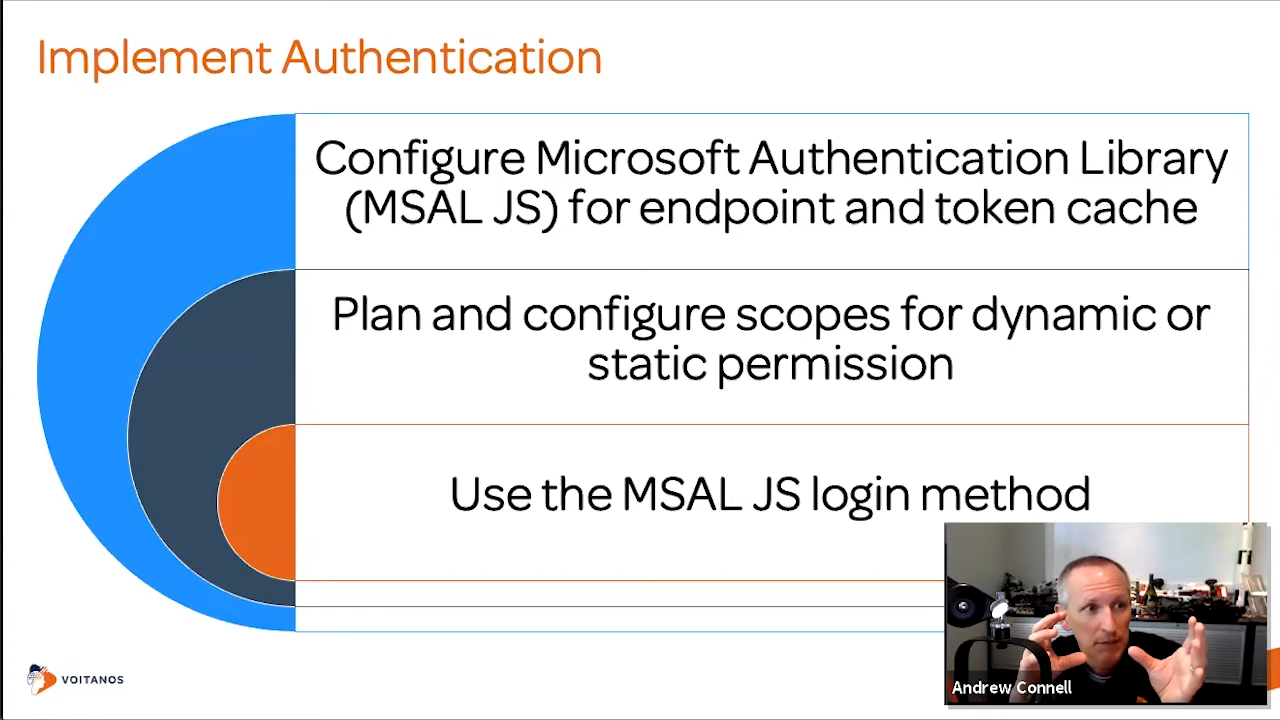 Implement Authentication
Configure Microsoft Authentication Library
(MSAL JS) for endpoint and token cache
Plan and configure scopes for dynamic or
static permission
Use the MSAL JS login method
VOITANOS
Andrew Connell